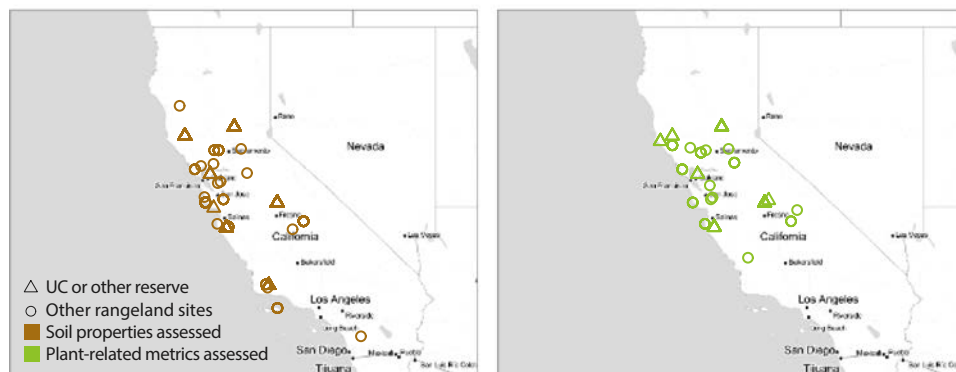 Reno
Nevada
Sacramento
San Francisco
San Jose
Salinas
Fresno
Las Vegas
California
Bakersfield
△ UC or other reserve
○ Other rangeland sites
Soil properties assessed
Plant-related metrics assessed
Los Angeles
Riverside
Long Beach
San Diego
Mexicali
Tijuana
Reno
Nevada
Sacramento
San Francisco
San Jose
Salinas
Fresno
Las Vegas
California
Bakersfield
Los Angeles
Riverside
Long Beach
San Diego
Mexicali
Tijuana